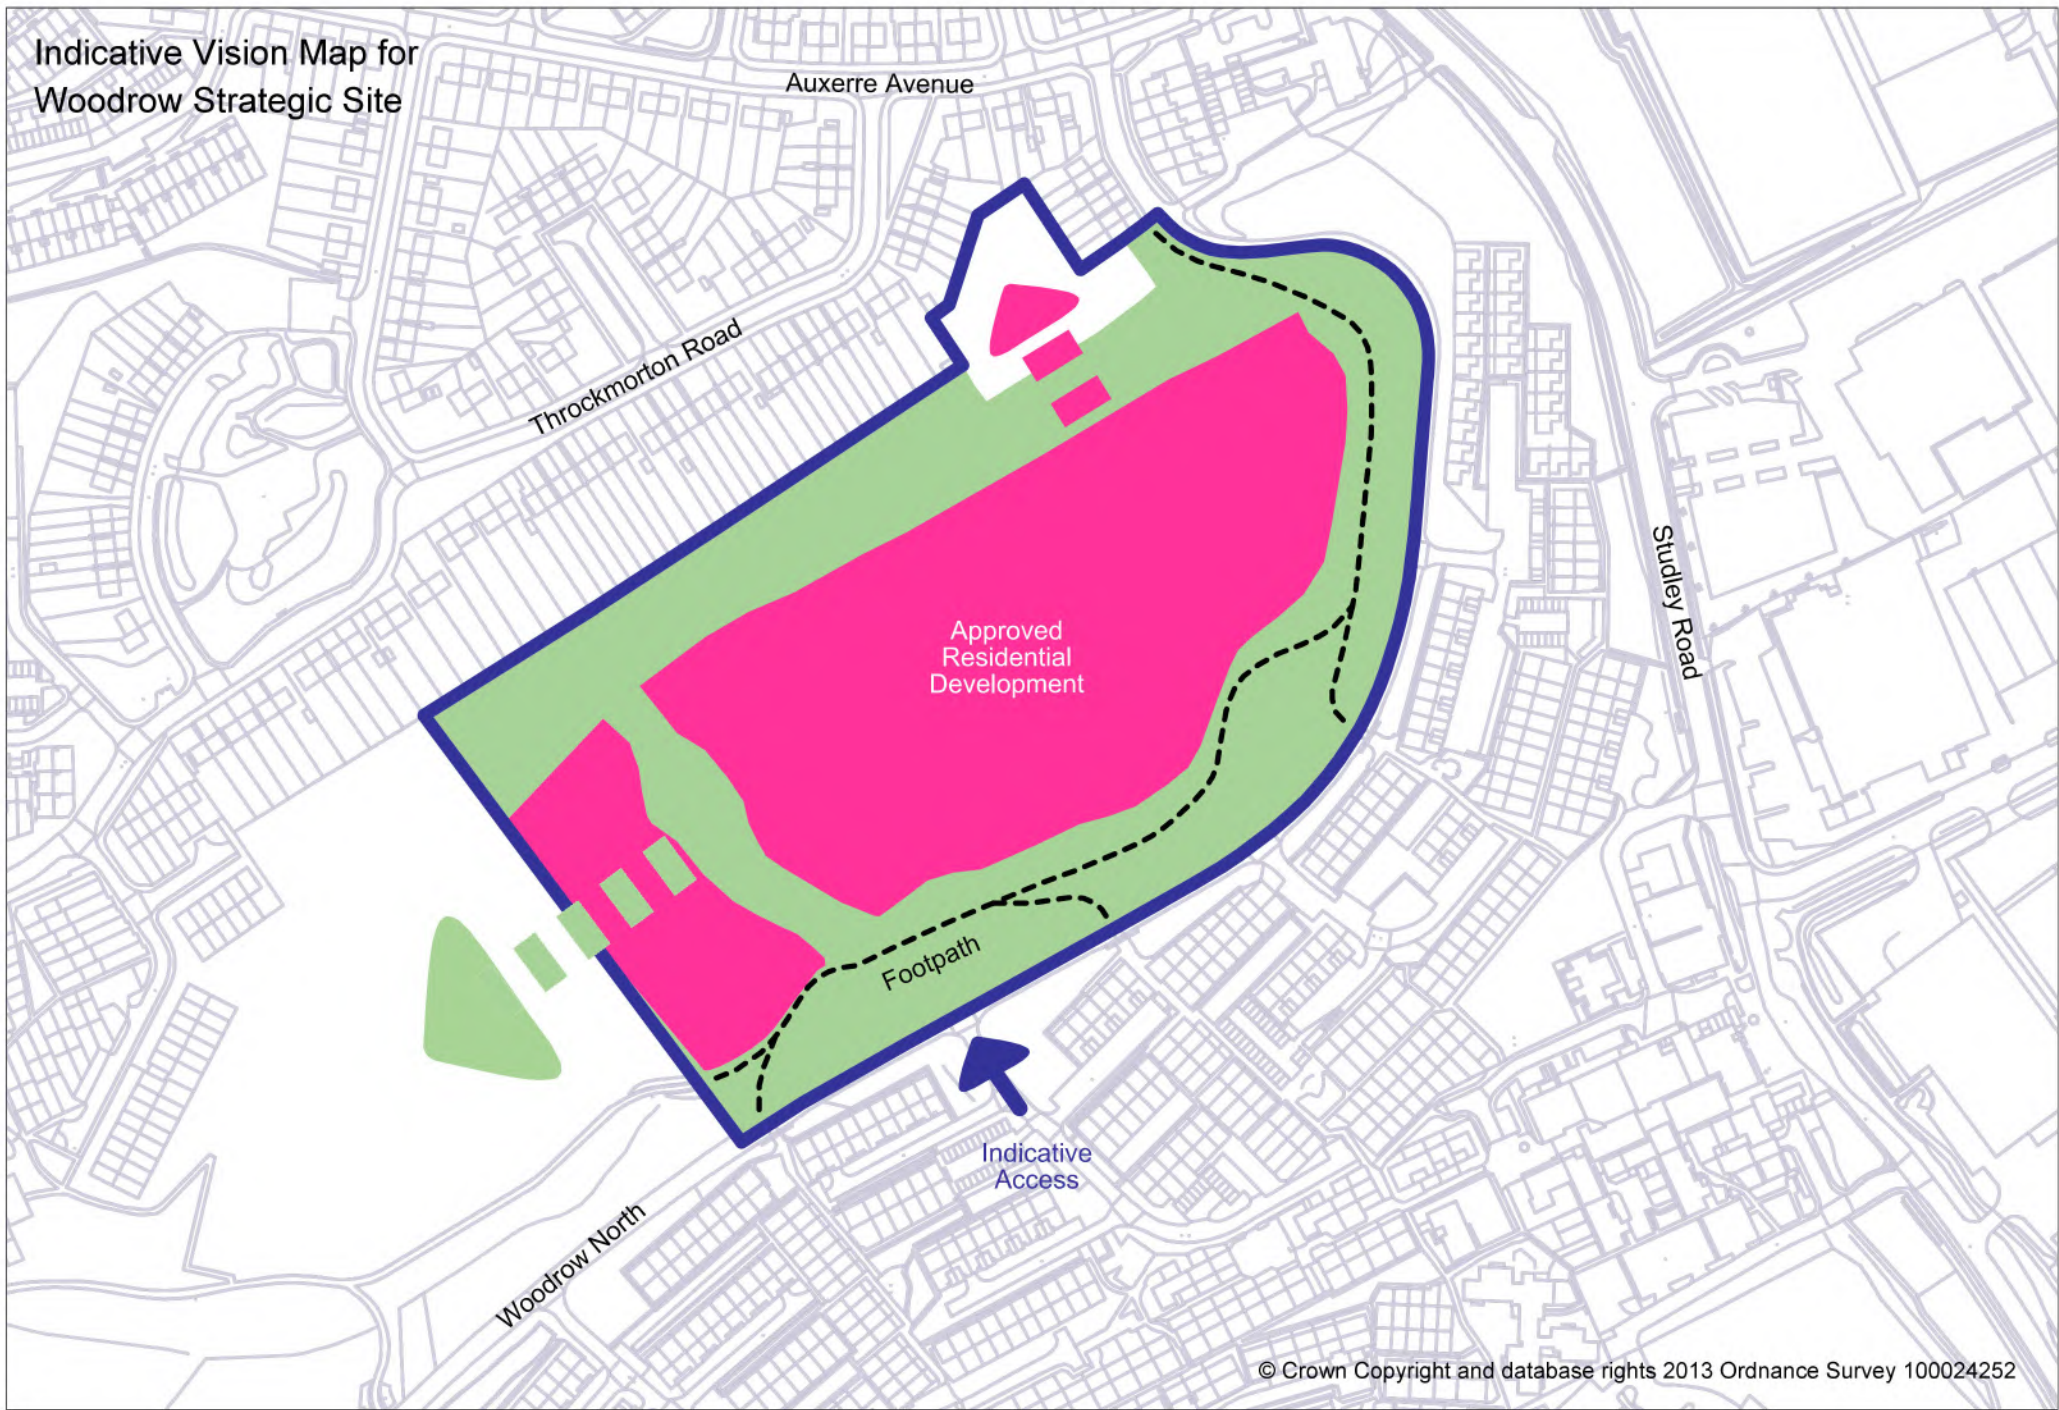 Indicative Vision Map for
Woodrow Strategic Site
Auxerre Avenue
Throckmorton Road
Studley Road
Approved
Residential
Development
Footpath
Indicative
Access
Woodrow North
© Crown Copyright and database rights 2013 Ordnance Survey 100024252